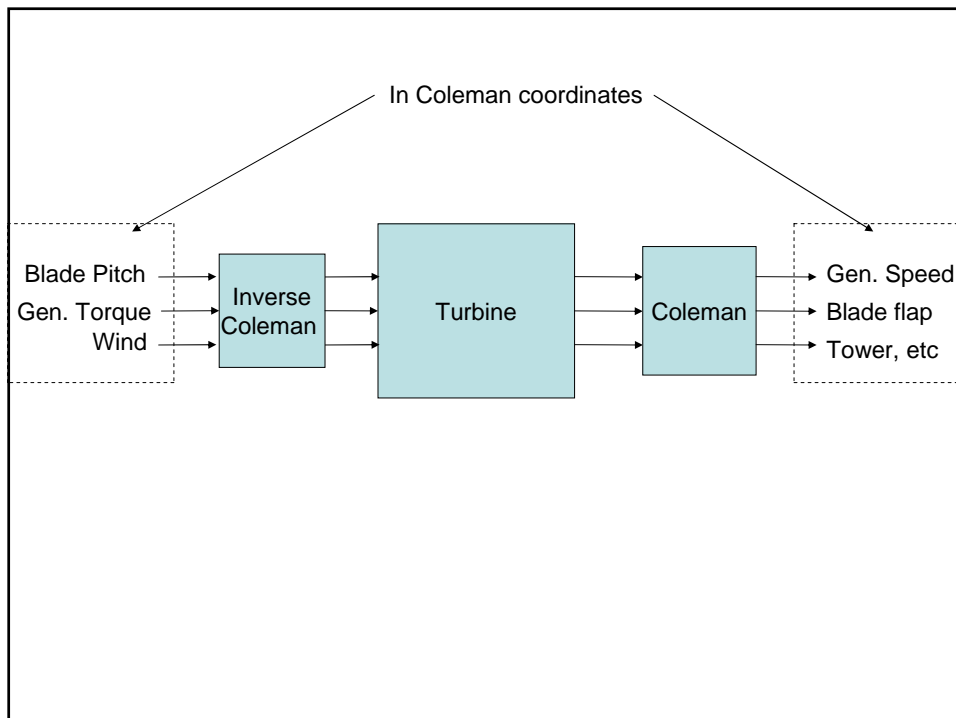 In Coleman coordinates
Blade Pitch
Gen. Torque
Wind
Inverse
Coleman
Turbine
Coleman
Gen. Speed
Blade flap
Tower, etc